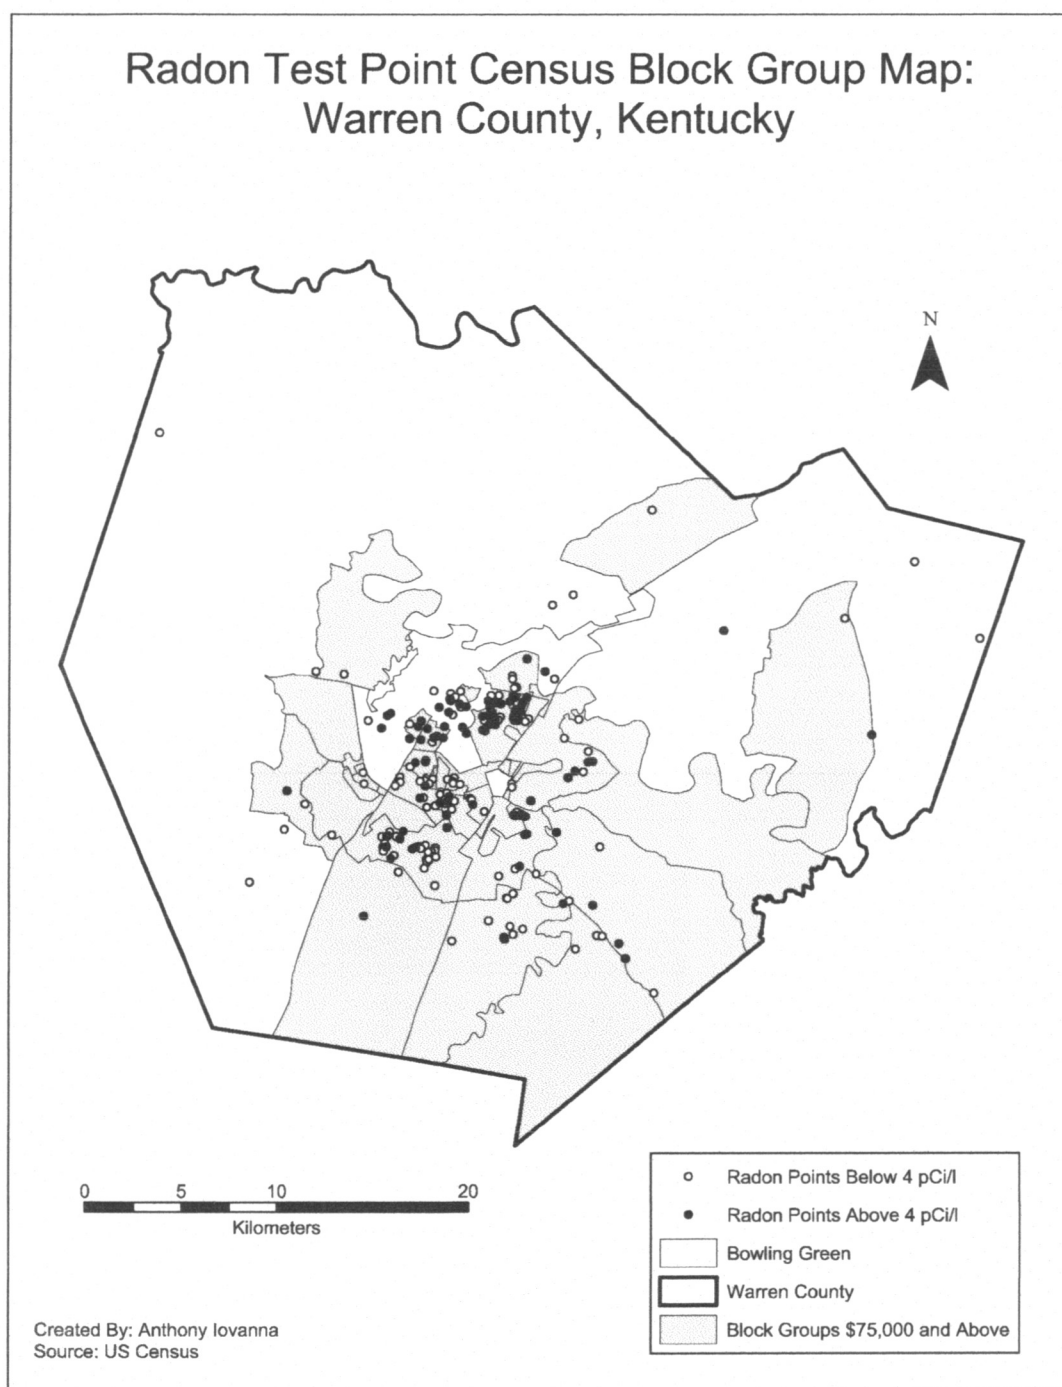 Radon Test Point Census Block Group Map:
Warren County, Kentucky
N
0 5 10 20
Kilometers
Radon Points Below 4 pCi/l
Radon Points Above 4 pCi/l
Bowling Green
Warren County
Block Groups $75,000 and Above
Created By: Anthony Iovanna
Source: US Census